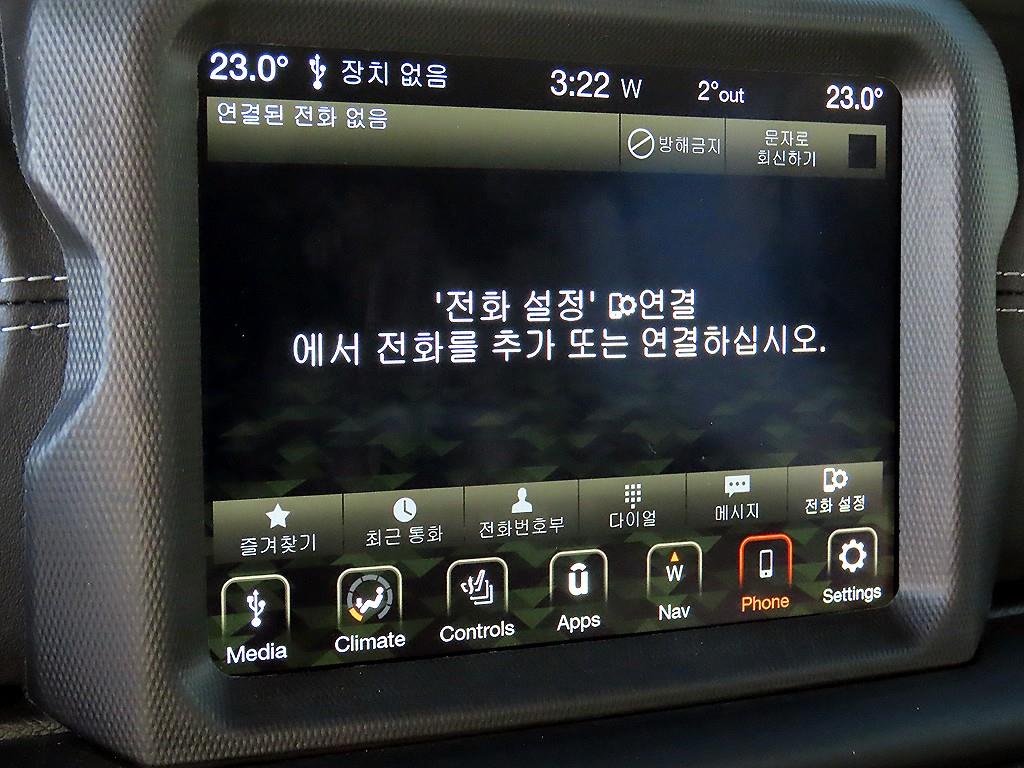 23.0° 장치 없음 3:22 W 2°out 23.0°
연결된 전화 없음
방해금지
문자로
회신하기
'전화 설정' 연결
에서 전화를 추가 또는 연결하십시오.
즐겨찾기 최근 통화 전화번호부 다이얼 메시지 전화 설정
W
Media Climate Controls Apps Nav Phone Settings